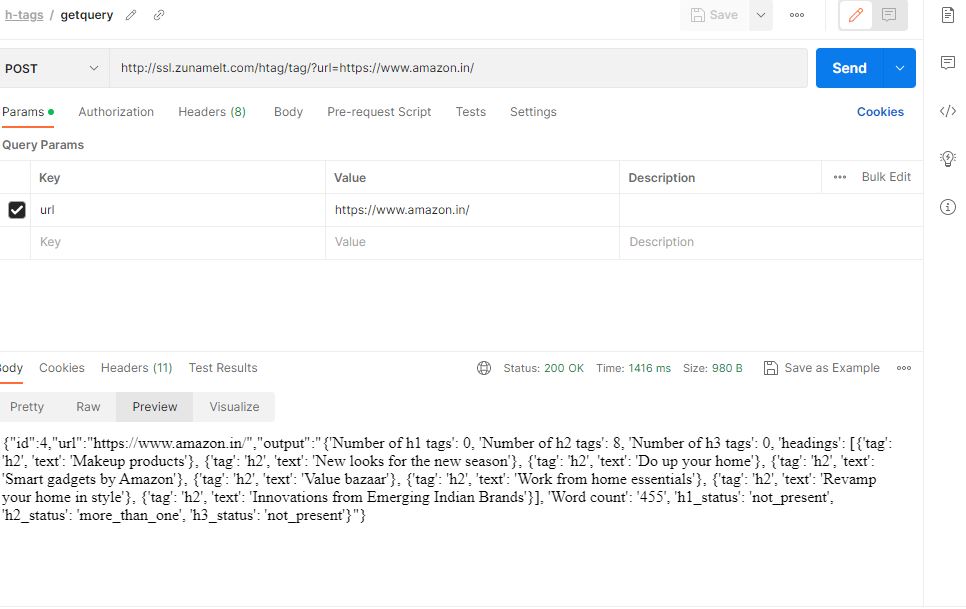 h-tags / getquery
Save
POST
http://ssl.zunamelt.com/htag/tag/?url=https://www.amazon.in/
Send
Params Authorization Headers (8) Body Pre-request Script Tests Settings Cookies
Query Params
Key Value Description Bulk Edit
url https://www.amazon.in/
Key Value Description
Body Cookies Headers (11) Test Results Status: 200 OK Time: 1416 ms Size: 980 B Save as Example
Pretty Raw Preview Visualize
{"id":4,"url":"https://www.amazon.in/","output":"{'Number of h1 tags': 0, 'Number of h2 tags': 8, 'Number of h3 tags': 0, 'headings': [{'tag':
'h2', 'text': 'Makeup products'}, {'tag': 'h2', 'text': 'New looks for the new season'}, {'tag': 'h2', 'text': 'Do up your home'}, {'tag': 'h2', 'text':
'Smart gadgets by Amazon'}, {'tag': 'h2', 'text': 'Value bazaar'}, {'tag': 'h2', 'text': 'Work from home essentials'}, {'tag': 'h2', 'text': 'Revamp
your home in style'}, {'tag': 'h2', 'text': 'Innovations from Emerging Indian Brands'}], 'Word count': '455', 'h1_status': 'not_present',
'h2_status': 'more_than_one', 'h3_status': 'not_present'}"}